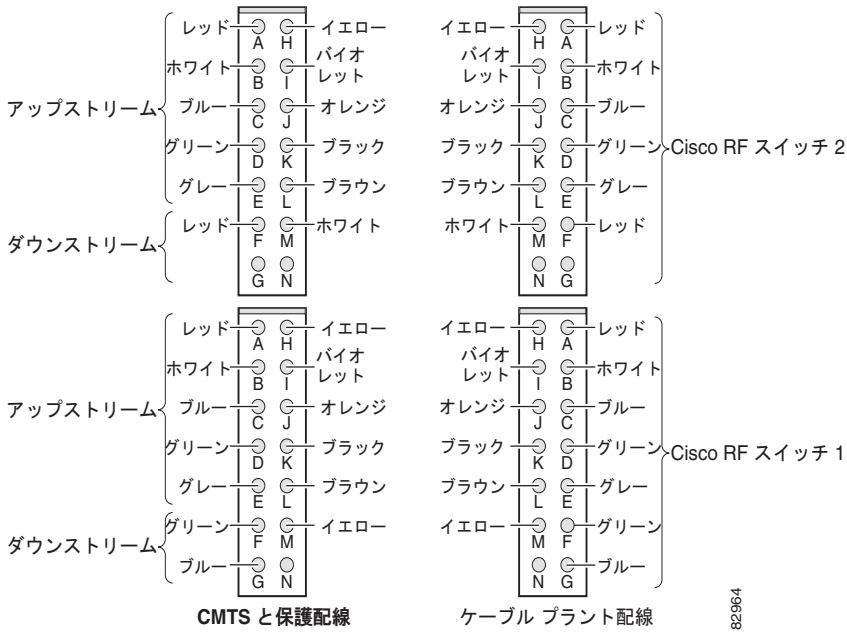 レッド A H イエロー
ホワイト B I バイオ
レット
ブルー C J オレンジ
グリーン D K ブラック
グレー E L ブラウン
アップストリーム
レッド F M ホワイト
G N
ダウンストリーム
イエロー H A レッド
バイオ
レット I B ホワイト
オレンジ J C ブルー
ブラック K D グリーン
ブラウン L E グレー
ホワイト M F レッド
N G
Cisco RF スイッチ 2
レッド A H イエロー
ホワイト B I バイオ
レット
ブルー C J オレンジ
グリーン D K ブラック
グレー E L ブラウン
アップストリーム
グリーン F M イエロー
ブルー G N
ダウンストリーム
イエロー H A レッド
バイオ
レット I B ホワイト
オレンジ J C ブルー
ブラック K D グリーン
ブラウン L E グレー
イエロー M F グリーン
N G ブルー
Cisco RF スイッチ 1
CMTS と保護配線
ケーブル プラント配線
82964